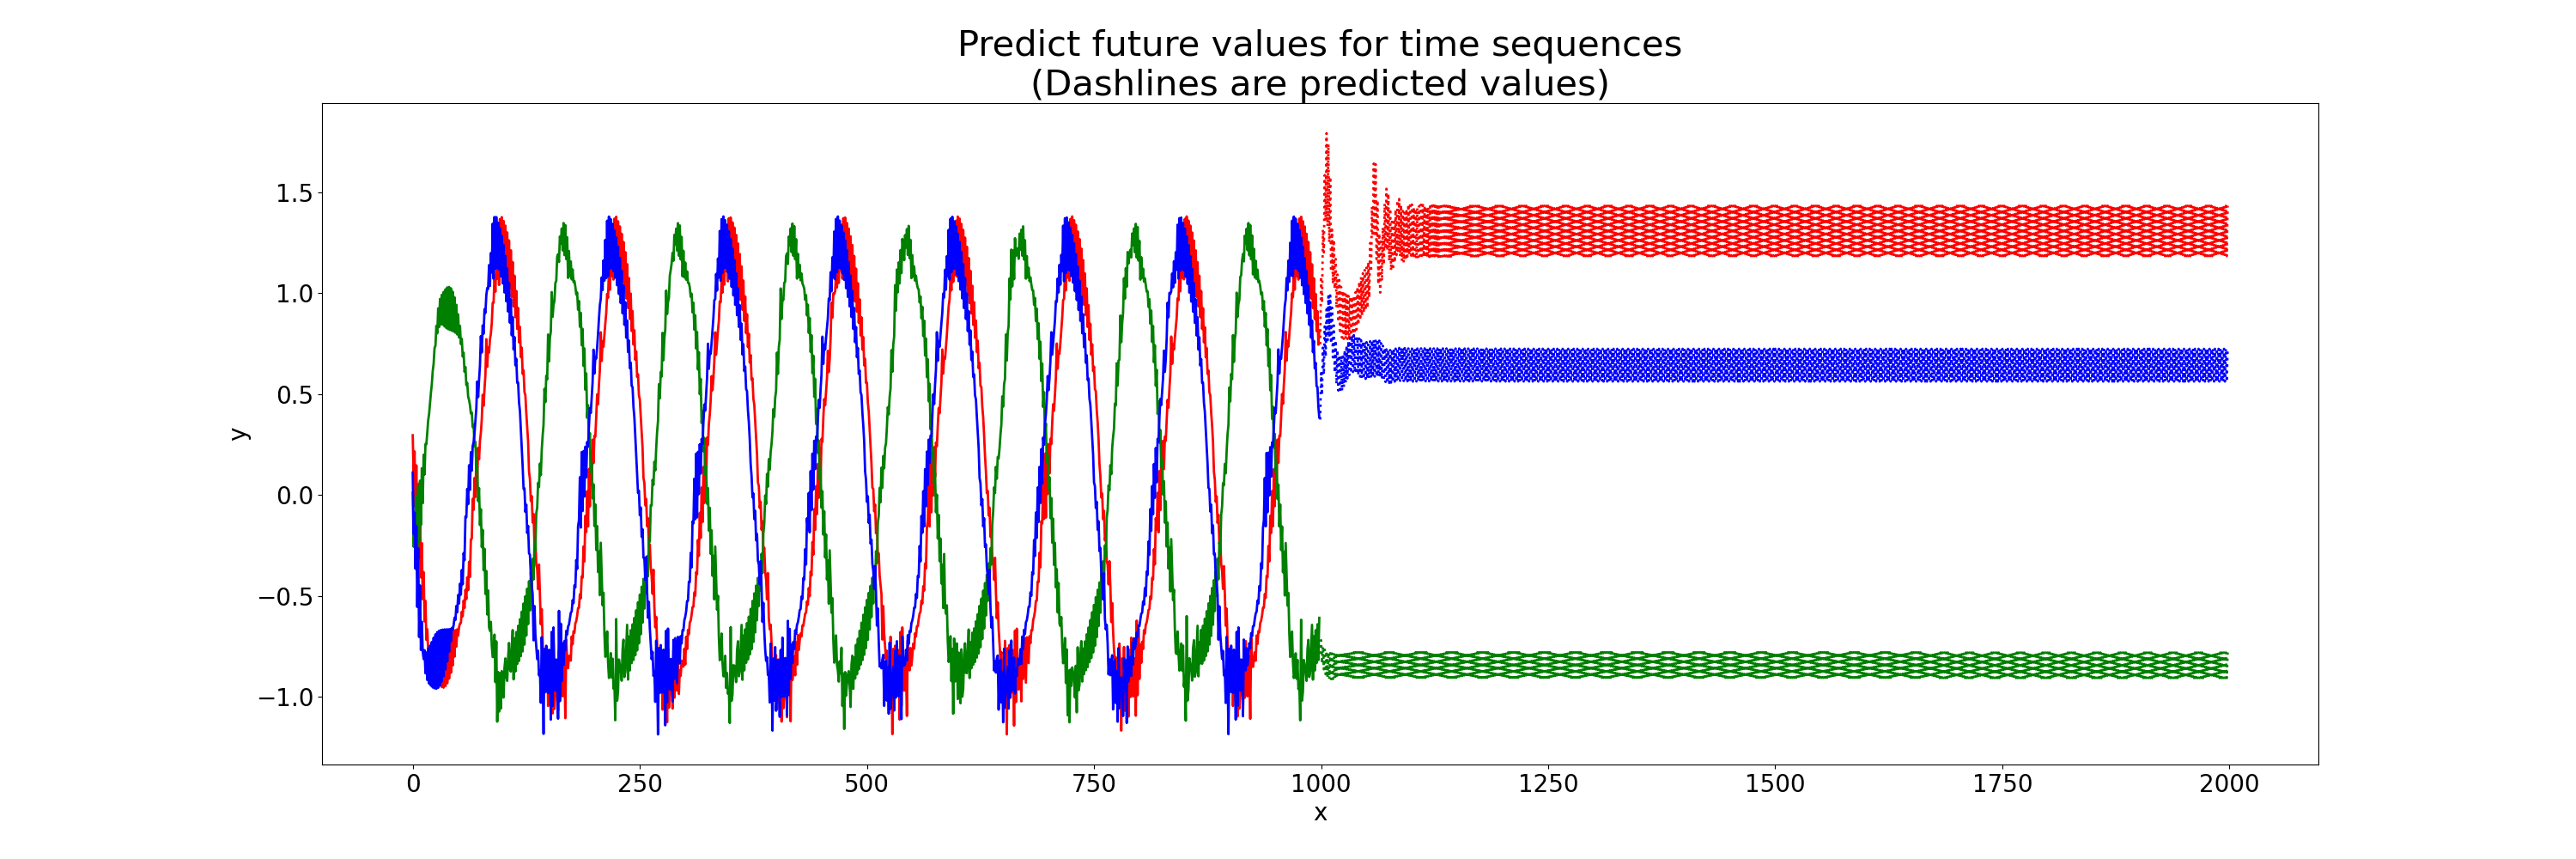 Predict future values for time sequences
(Dashlines are predicted values)
1.5
1.0
0.5
0.0
−0.5
−1.0
y
0 250 500 750 1000 1250 1500 1750 2000
x